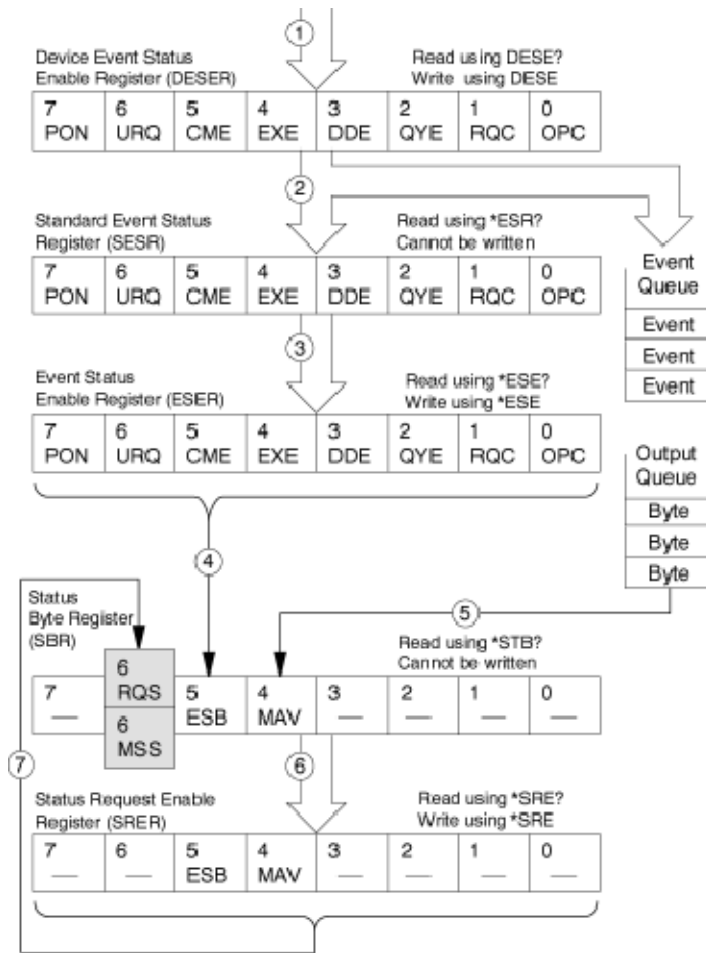 1
Device Event Status
Enable Register (DESER)
Read using DESE?
Write using DESE
7 6 5 4 3 2 1 0
PON URQ CME EXE DDE QYE RQC OPC
2
Standard Event Status
Register (SESR)
Read using *ESR?
Cannot be written
7 6 5 4 3 2 1 0
PON URQ CME EXE DDE QYE RQC OPC
Event
Queue
Event
Event
Event
3
Event Status
Enable Register (ESER)
Read using *ESE?
Write using *ESE
7 6 5 4 3 2 1 0
PON URQ CME EXE DDE QYE RQC OPC
Output
Queue
Byte
Byte
Byte
4
5
Status
Byte Register
(SBR)
Read using *STB?
Cannot be written
7 6 5 4 3 2 1 0
— RQS ESB MAV — — — —
6
MSS
7
6
Status Request Enable
Register (SRER)
Read using *SRE?
Write using *SRE
7 6 5 4 3 2 1 0
— — ESB MAV — — — —